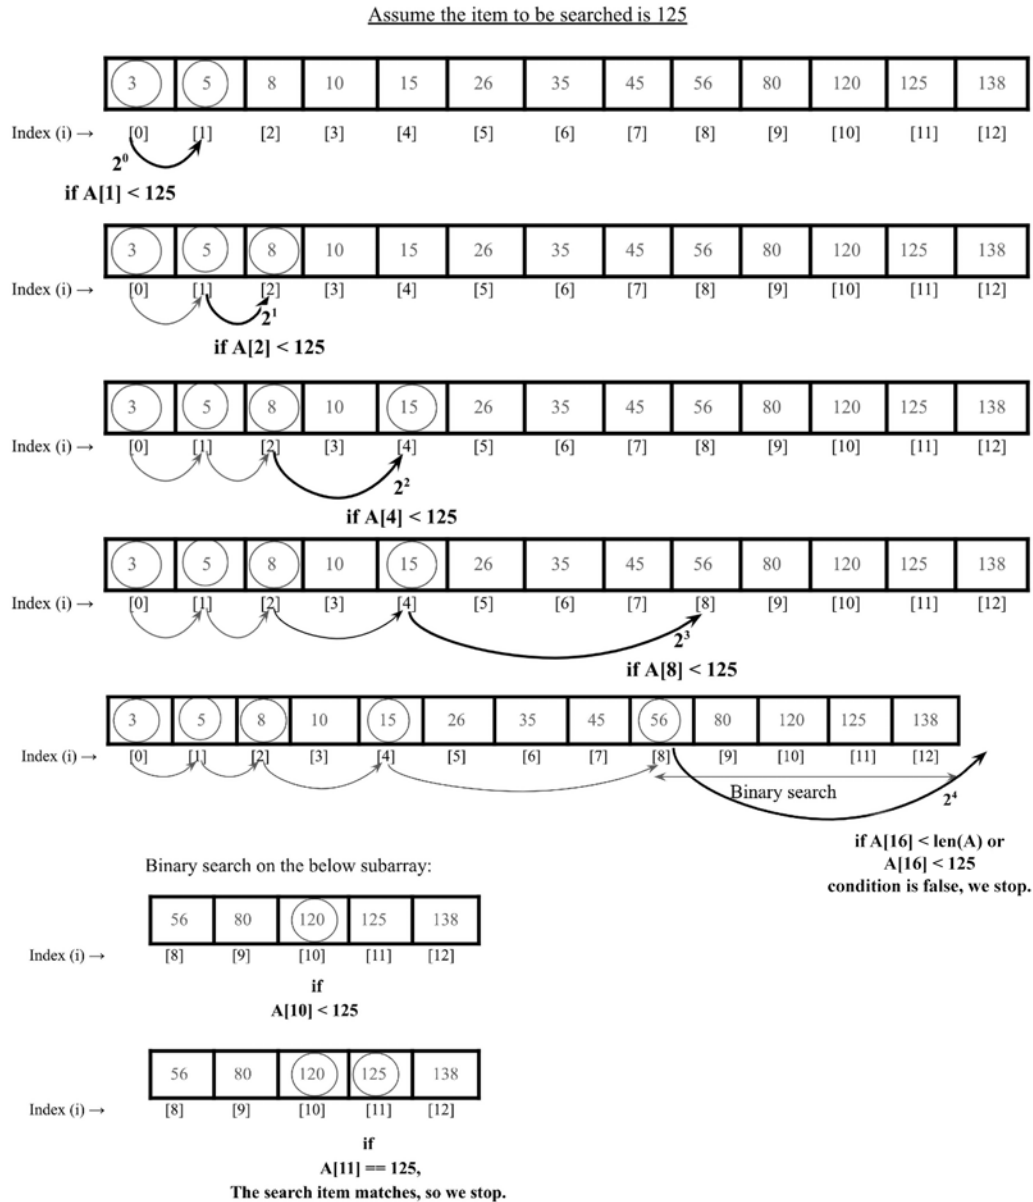 Assume the item to be searched is 125
3 5 8 10 15 26 35 45 56 80 120 125 138
Index (i) → [0] [1] [2] [3] [4] [5] [6] [7] [8] [9] [10] [11] [12]
2⁰
if A[1] < 125
3 5 8 10 15 26 35 45 56 80 120 125 138
Index (i) → [0] [1] [2] [3] [4] [5] [6] [7] [8] [9] [10] [11] [12]
2¹
if A[2] < 125
3 5 8 10 15 26 35 45 56 80 120 125 138
Index (i) → [0] [1] [2] [3] [4] [5] [6] [7] [8] [9] [10] [11] [12]
2²
if A[4] < 125
3 5 8 10 15 26 35 45 56 80 120 125 138
Index (i) → [0] [1] [2] [3] [4] [5] [6] [7] [8] [9] [10] [11] [12]
2³
if A[8] < 125
3 5 8 10 15 26 35 45 56 80 120 125 138
Index (i) → [0] [1] [2] [3] [4] [5] [6] [7] [8] [9] [10] [11] [12]
Binary search 2⁴
if A[16] < len(A) or
A[16] < 125
condition is false, we stop.
Binary search on the below subarray:
56 80 120 125 138
Index (i) → [8] [9] [10] [11] [12]
if
A[10] < 125
56 80 120 125 138
Index (i) → [8] [9] [10] [11] [12]
if
A[11] == 125,
The search item matches, so we stop.